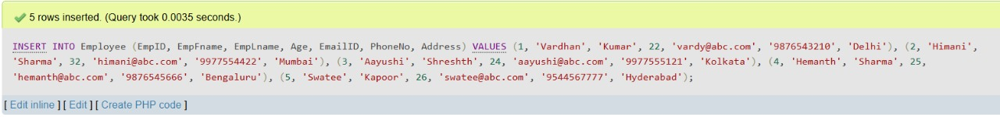 5 rows inserted. (Query took 0.0035 seconds.)
INSERT INTO Employee (EmpID, EmpFname, EmpLname, Age, EmailID, PhoneNo, Address) VALUES (1, 'Vardhan', 'Kumar', 22, 'vardy@abc.com', '9876543210', 'Delhi'), (2, 'Himani',
'Sharma', 32, 'himani@abc.com', '9977554422', 'Mumbai'), (3, 'Aayushi', 'Shreshth', 24, 'aayushi@abc.com', '9977555121', 'Kolkata'), (4, 'Hemanth', 'Sharma', 25,
'hemanth@abc.com', '9876545666', 'Bengaluru'), (5, 'Swatee', 'Kapoor', 26, 'swatee@abc.com', '9544567777', 'Hyderabad');
[ Edit inline ] [ Edit ] [ Create PHP code ]